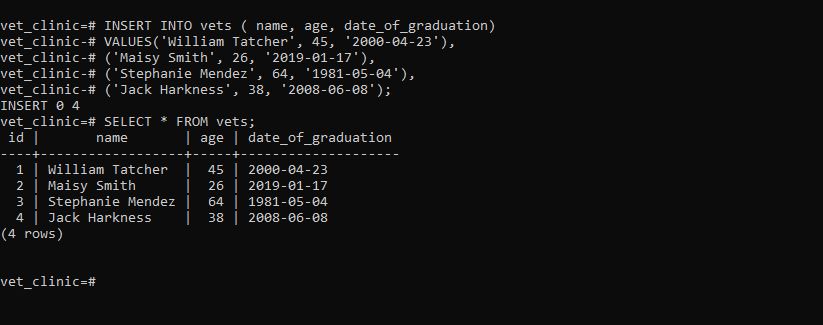 vet_clinic=# INSERT INTO vets ( name, age, date_of_graduation)
vet_clinic-# VALUES('William Tatcher', 45, '2000-04-23'),
vet_clinic-# ('Maisy Smith', 26, '2019-01-17'),
vet_clinic-# ('Stephanie Mendez', 64, '1981-05-04'),
vet_clinic-# ('Jack Harkness', 38, '2008-06-08');
INSERT 0 4
vet_clinic=# SELECT * FROM vets;
 id |       name       | age | date_of_graduation
----+------------------+-----+--------------------
  1 | William Tatcher  |  45 | 2000-04-23
  2 | Maisy Smith      |  26 | 2019-01-17
  3 | Stephanie Mendez |  64 | 1981-05-04
  4 | Jack Harkness    |  38 | 2008-06-08
(4 rows)
vet_clinic=#